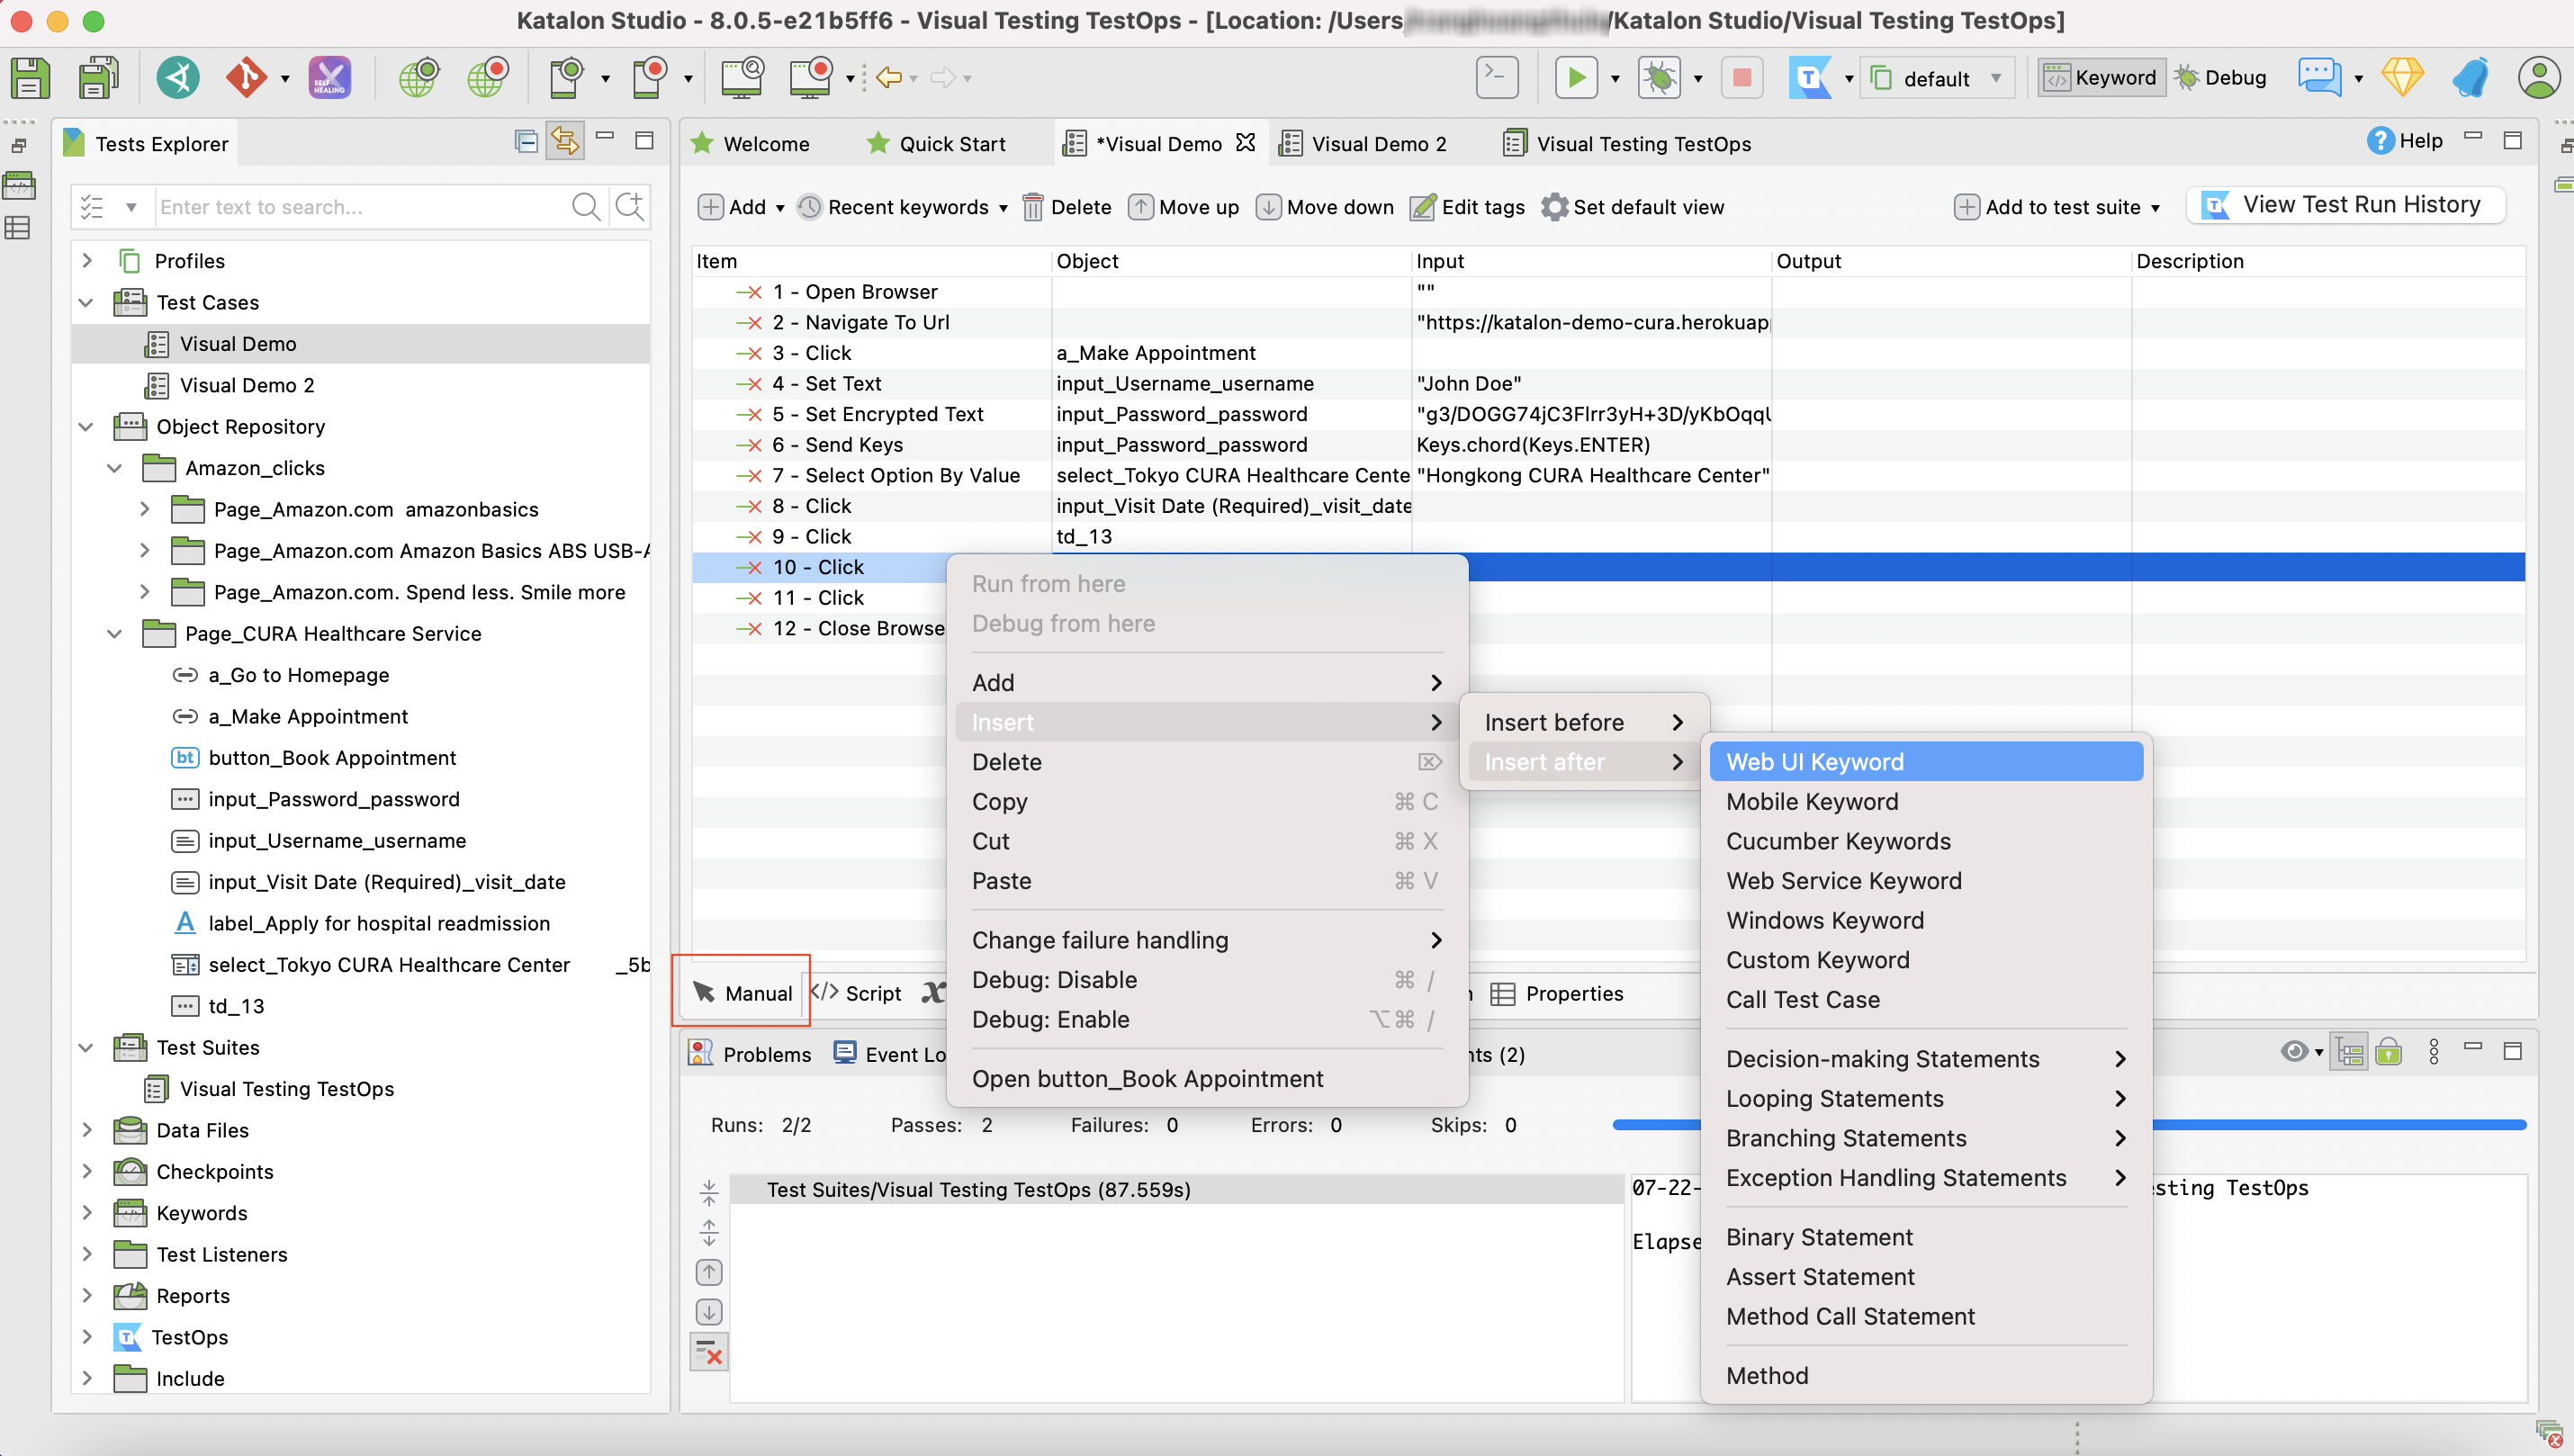 Katalon Studio - 8.0.5-e21b5ff6 - Visual Testing TestOps - [Location: /Users/ /Katalon Studio/Visual Testing TestOps]
SELF HEALING
default
Keyword
Debug
Tests Explorer
Welcome
Quick Start
*Visual Demo
Visual Demo 2
Visual Testing TestOps
Help
Enter text to search...
Add
Recent keywords
Delete
Move up
Move down
Edit tags
Set default view
Add to test suite
View Test Run History
Profiles
Test Cases
Visual Demo
Visual Demo 2
Object Repository
Amazon_clicks
Page_Amazon.com amazonbasics
Page_Amazon.com Amazon Basics ABS USB-A
Page_Amazon.com. Spend less. Smile more
Page_CURA Healthcare Service
a_Go to Homepage
a_Make Appointment
bt button_Book Appointment
input_Password_password
input_Username_username
input_Visit Date (Required)_visit_date
label_Apply for hospital readmission
select_Tokyo CURA Healthcare Center _5b
td_13
Test Suites
Visual Testing TestOps
Data Files
Checkpoints
Keywords
Test Listeners
Reports
TestOps
Include
Item Object Input Output Description
1 - Open Browser ""
2 - Navigate To Url "https://katalon-demo-cura.herokuap
3 - Click a_Make Appointment
4 - Set Text input_Username_username "John Doe"
5 - Set Encrypted Text input_Password_password "g3/DOGG74jC3Flrr3yH+3D/yKbOqqU
6 - Send Keys input_Password_password Keys.chord(Keys.ENTER)
7 - Select Option By Value select_Tokyo CURA Healthcare Cente "Hongkong CURA Healthcare Center"
8 - Click input_Visit Date (Required)_visit_date
9 - Click td_13
10 - Click
11 - Click
12 - Close Browse
Run from here
Debug from here
Add
Insert
Delete
Copy ⌘ C
Cut ⌘ X
Paste ⌘ V
Change failure handling
Debug: Disable ⌘ /
Debug: Enable ⌥⌘ /
Open button_Book Appointment
Insert before
Insert after
Web UI Keyword
Mobile Keyword
Cucumber Keywords
Web Service Keyword
Windows Keyword
Custom Keyword
Call Test Case
Decision-making Statements
Looping Statements
Branching Statements
Exception Handling Statements
Binary Statement
Assert Statement
Method Call Statement
Method
Manual
Script
Properties
Problems
Event Lo
nts (2)
Runs: 2/2 Passes: 2 Failures: 0 Errors: 0 Skips: 0
Test Suites/Visual Testing TestOps (87.559s)
07-22- sting TestOps
Elapse